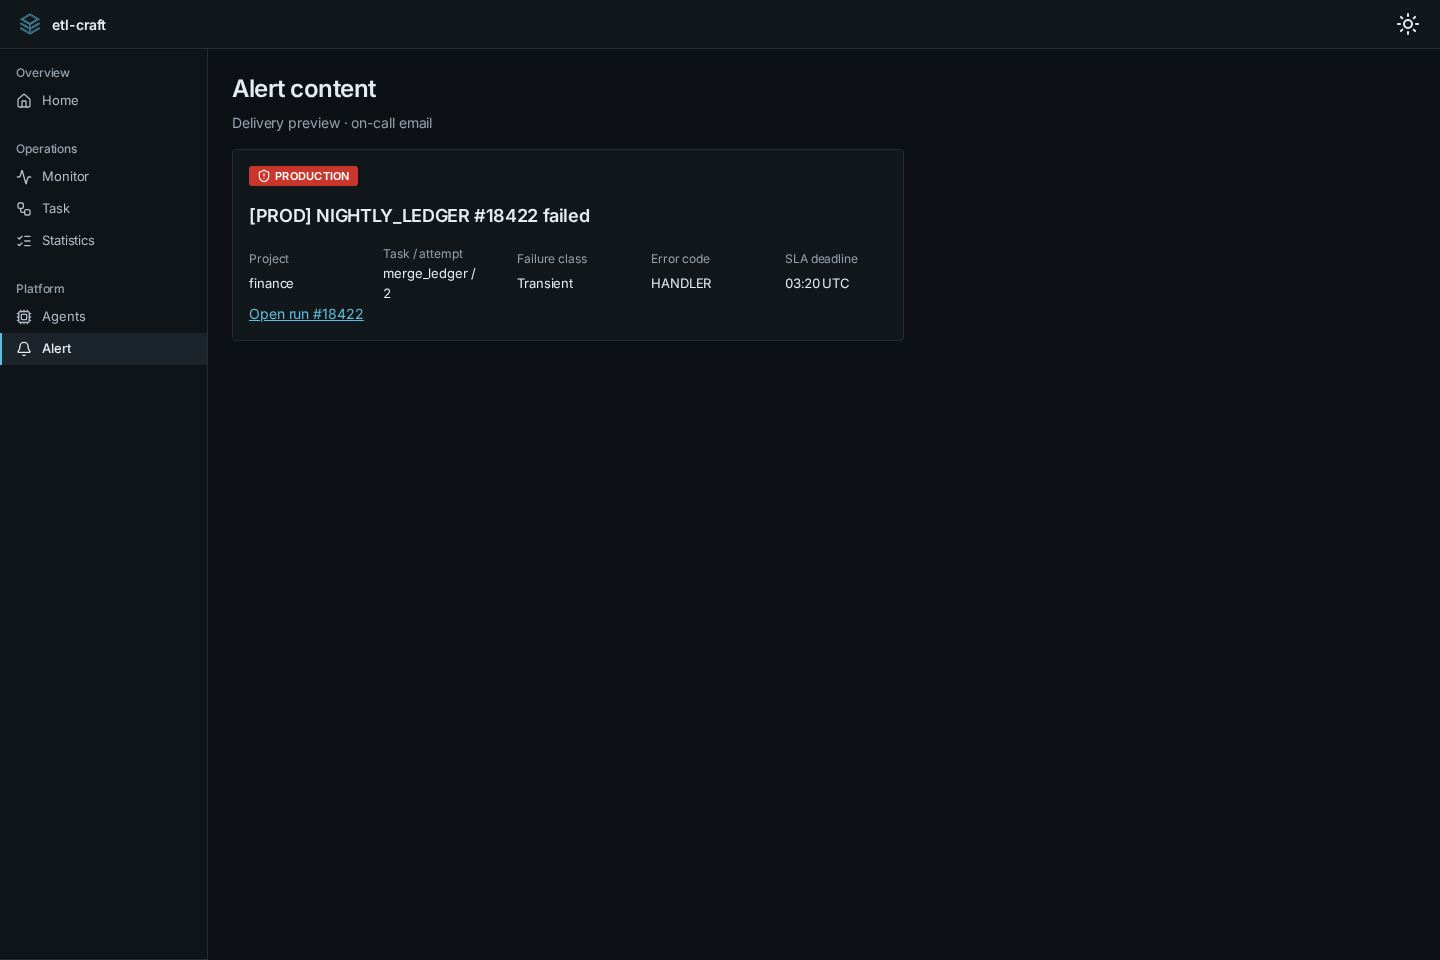 etl-craft
Overview
Home
Operations
Monitor
Task
Statistics
Platform
Agents
Alert
Alert content
Delivery preview · on-call email
PRODUCTION
[PROD] NIGHTLY_LEDGER #18422 failed
Project
finance
Task / attempt
merge_ledger /
2
Failure class
Transient
Error code
HANDLER
SLA deadline
03:20 UTC
Open run #18422